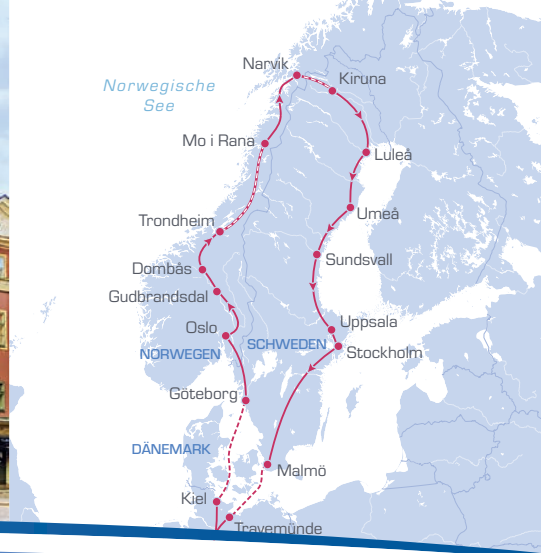 Narvik
Kiruna
Norwegische
See
Mo i Rana
Luleå
Trondheim
Umeå
Dombås
Sundsvall
Gudbrandsdal
Oslo
Uppsala
NORWEGEN
SCHWEDEN
Stockholm
Göteborg
DÄNEMARK
Malmö
Kiel
Travemünde